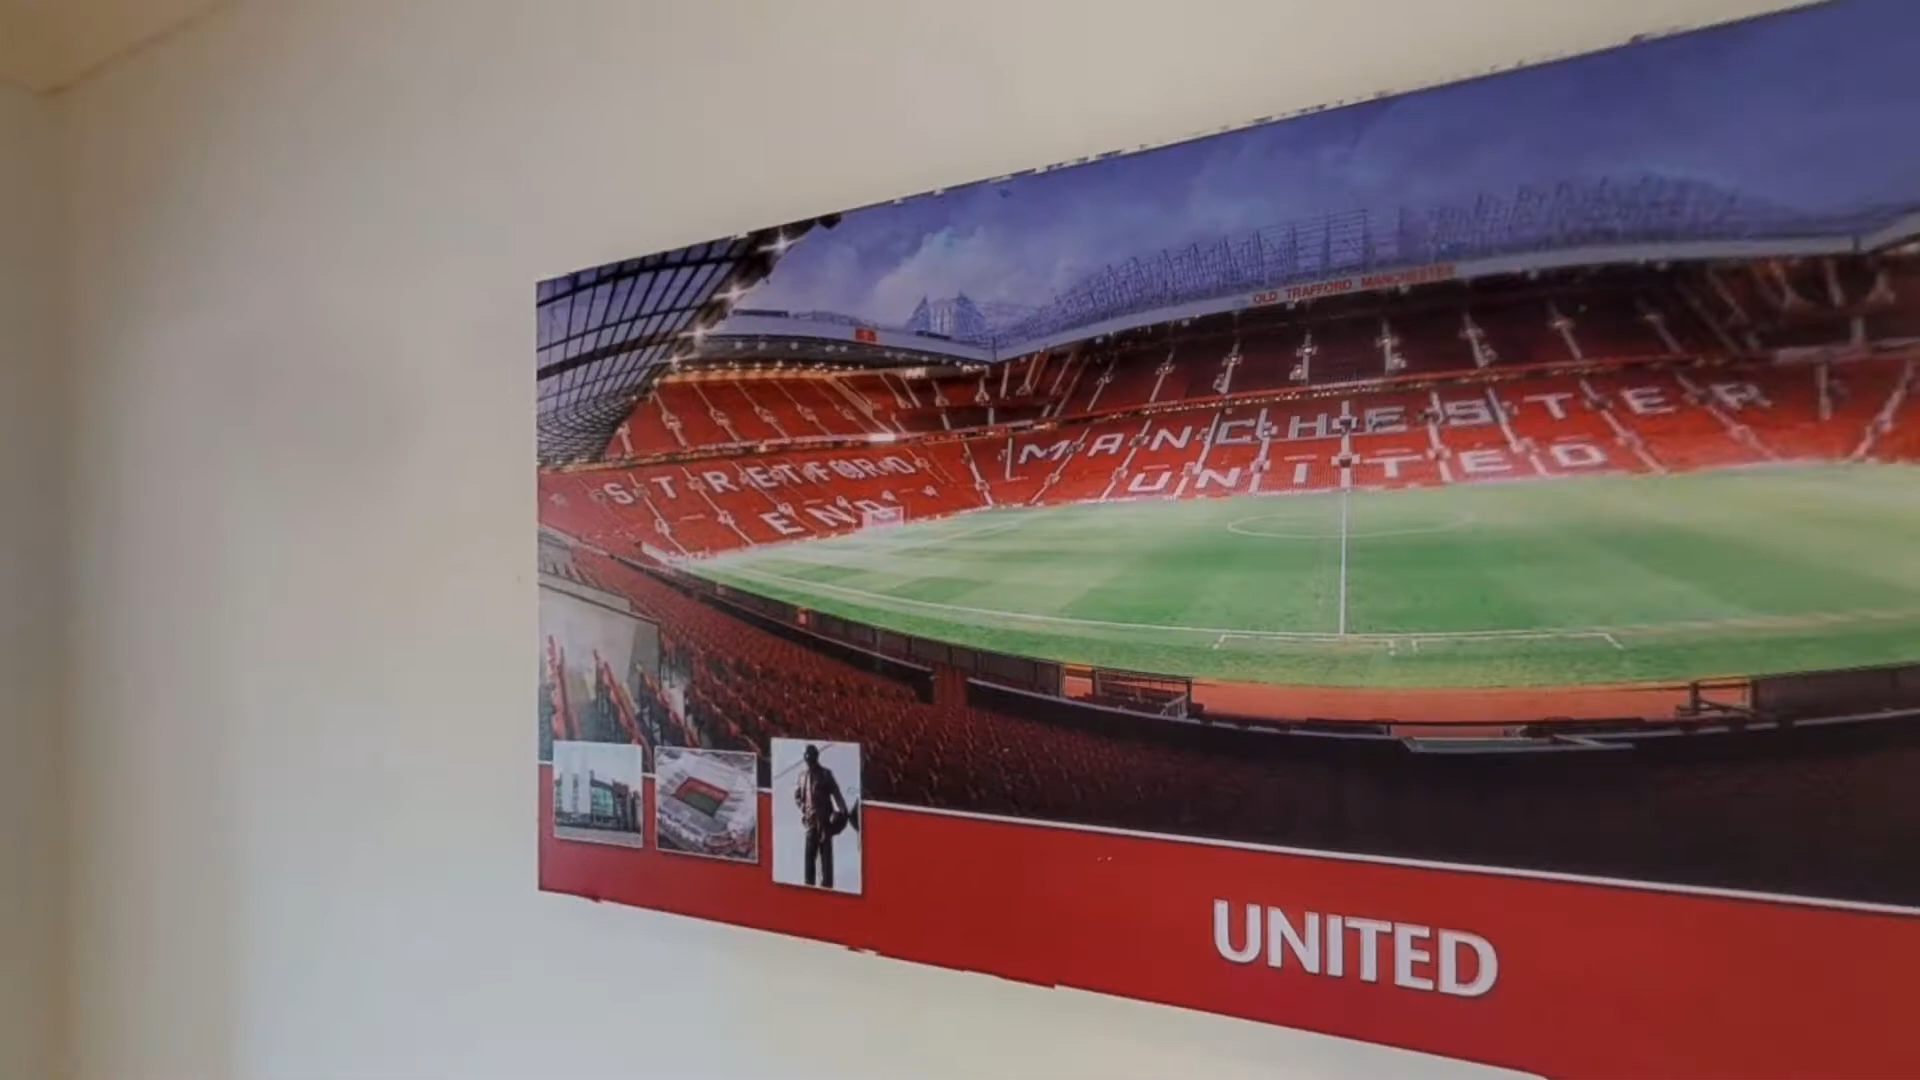 OLD TRAFFORD MANCHESTER
STRETFORD
END
MANCHESTER
UNITED
UNITED